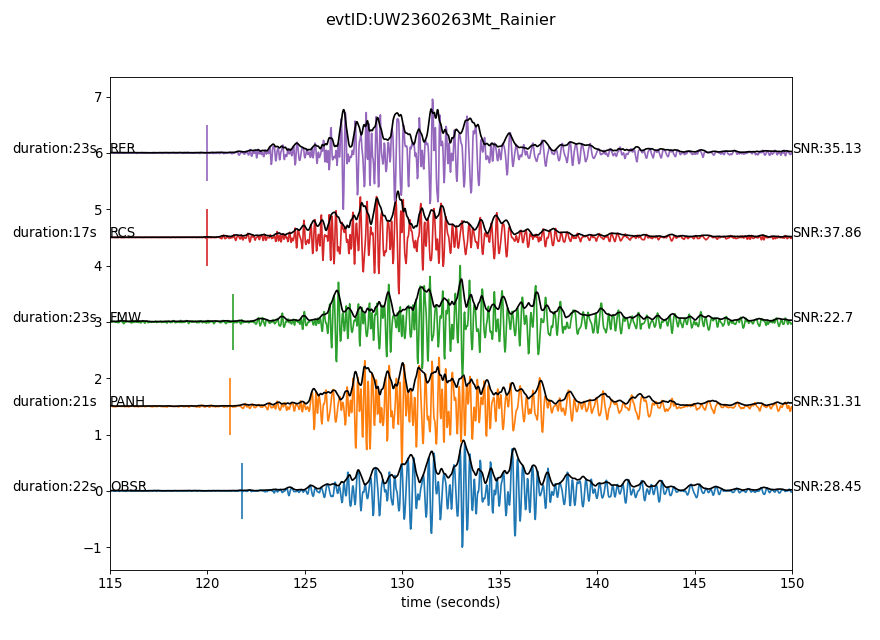 evtID:UW2360263Mt_Rainier
7
duration:23s RER SNR:35.13
6
5
duration:17s RCS SNR:37.86
4
duration:23s FMW SNR:22.7
3
2
duration:21s PANH SNR:31.31
1
duration:22s OBSR SNR:28.45
0
−1
115 120 125 130 135 140 145 150
time (seconds)